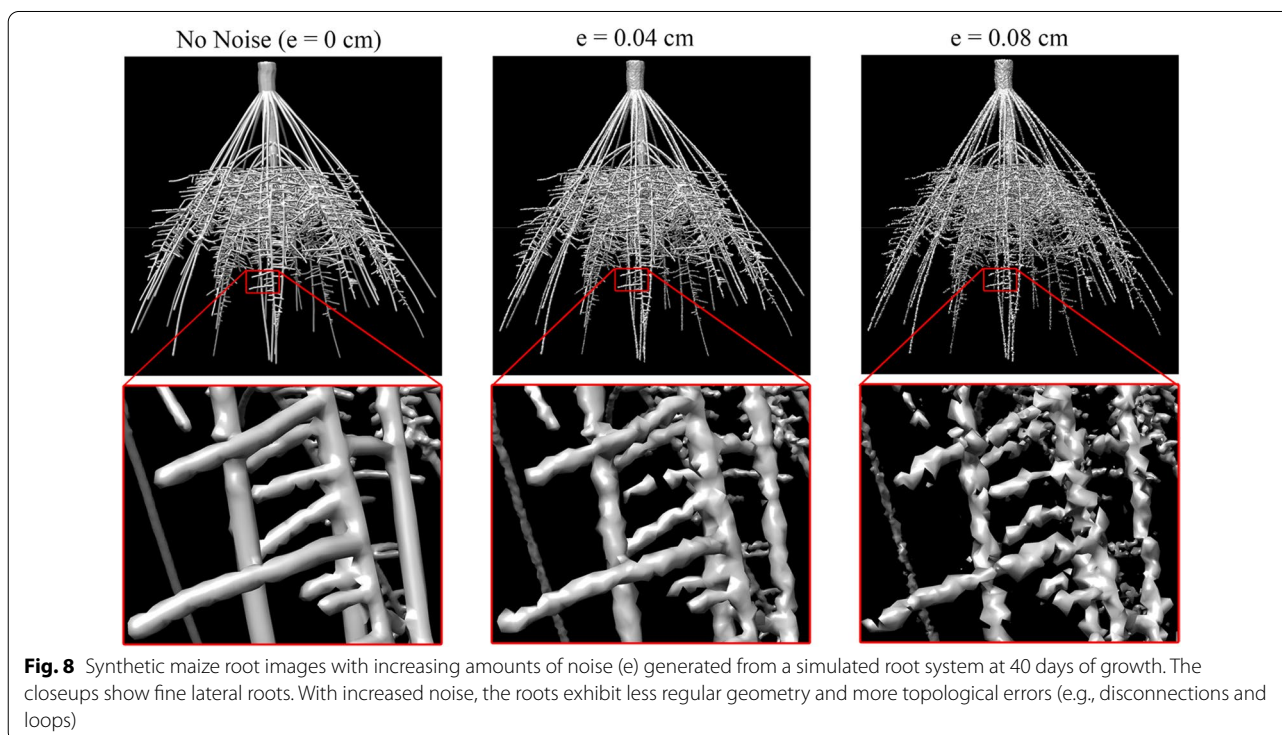 No Noise (e = 0 cm)
e = 0.04 cm
e = 0.08 cm
Fig. 8 Synthetic maize root images with increasing amounts of noise (e) generated from a simulated root system at 40 days of growth. The
closeups show fine lateral roots. With increased noise, the roots exhibit less regular geometry and more topological errors (e.g., disconnections and
loops)